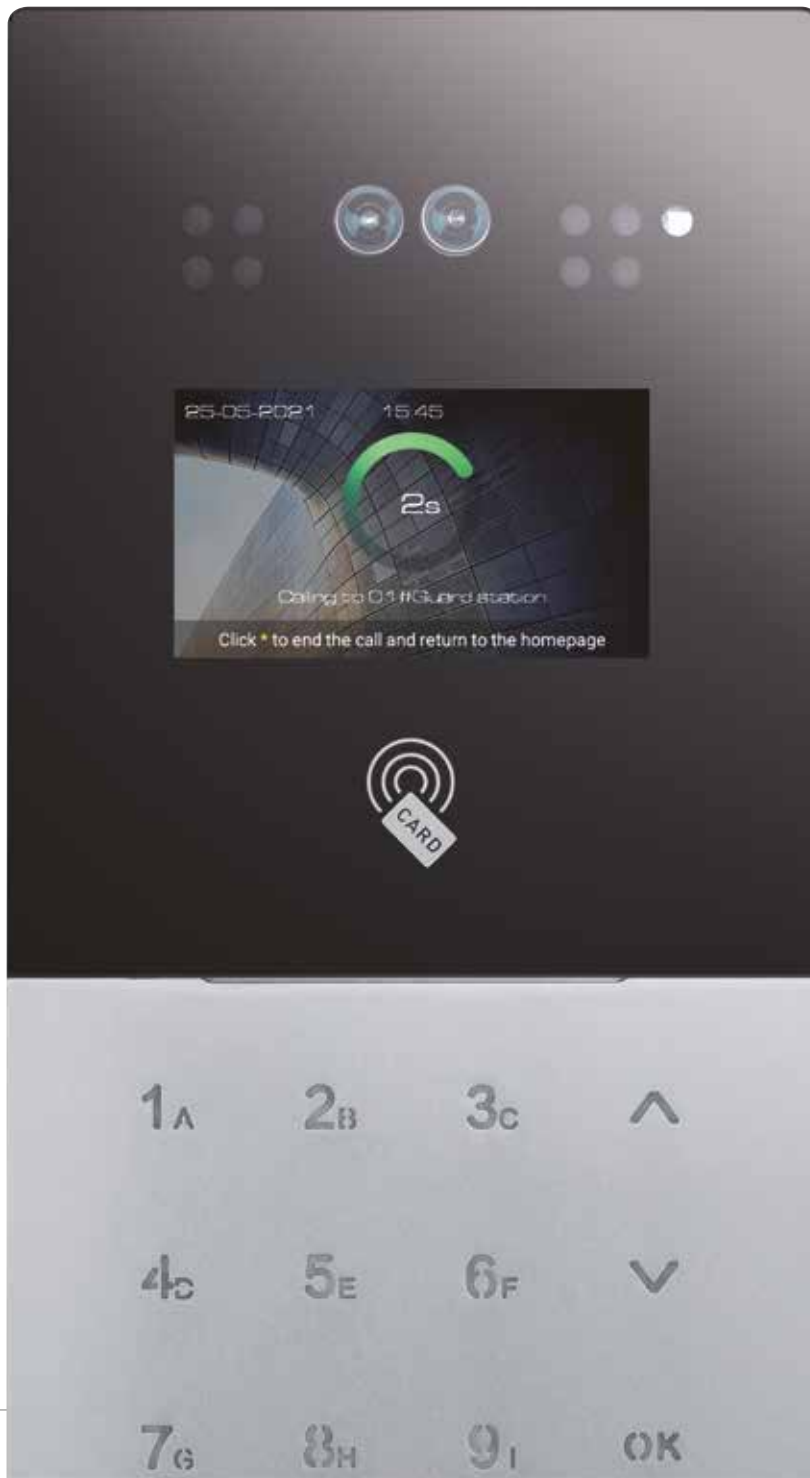 25-05-2021 15:45
2s
Calling to 01#Guard station
Click * to end the call and return to the homepage
CARD
1A 2B 3C
4D 5E 6F
7G 8H 9I OK